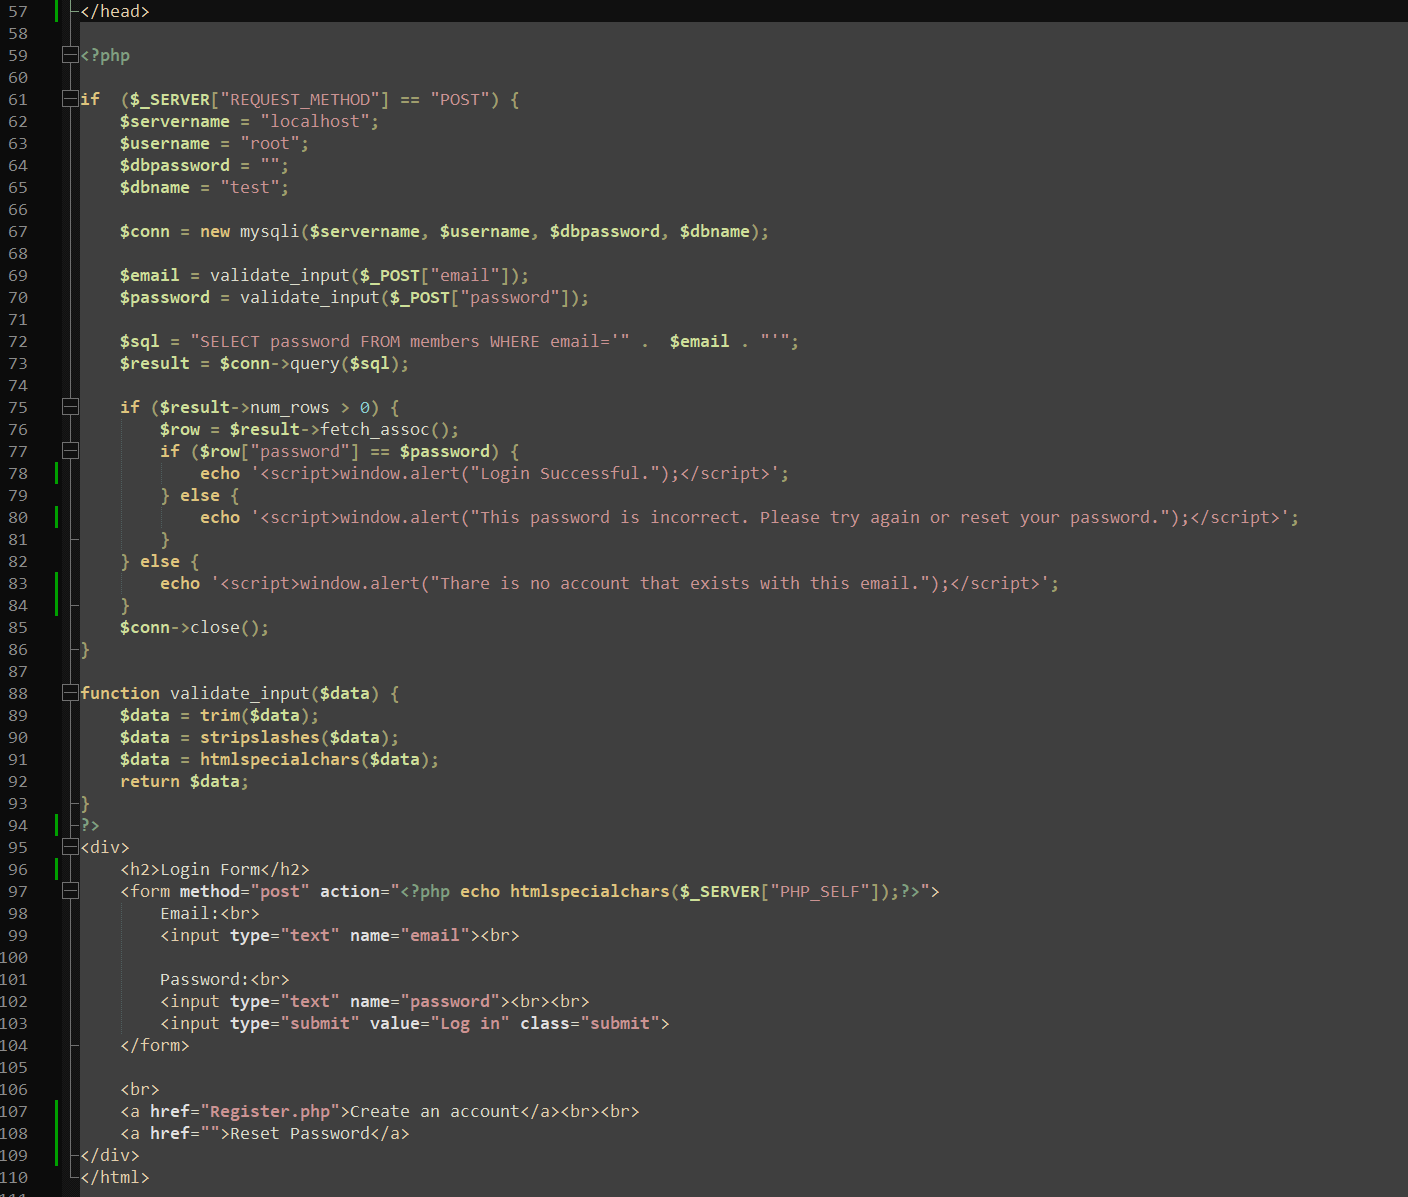 57 </head>
58
59 <?php
60
61 if  ($_SERVER["REQUEST_METHOD"] == "POST") {
62     $servername = "localhost";
63     $username = "root";
64     $dbpassword = "";
65     $dbname = "test";
66
67     $conn = new mysqli($servername, $username, $dbpassword, $dbname);
68
69     $email = validate_input($_POST["email"]);
70     $password = validate_input($_POST["password"]);
71
72     $sql = "SELECT password FROM members WHERE email='" .  $email . "'";
73     $result = $conn->query($sql);
74
75     if ($result->num_rows > 0) {
76         $row = $result->fetch_assoc();
77         if ($row["password"] == $password) {
78             echo '<script>window.alert("Login Successful.");</script>';
79         } else {
80             echo '<script>window.alert("This password is incorrect. Please try again or reset your password.");</script>';
81         }
82     } else {
83         echo '<script>window.alert("Thare is no account that exists with this email.");</script>';
84     }
85     $conn->close();
86 }
87
88 function validate_input($data) {
89     $data = trim($data);
90     $data = stripslashes($data);
91     $data = htmlspecialchars($data);
92     return $data;
93 }
94 ?>
95 <div>
96     <h2>Login Form</h2>
97     <form method="post" action="<?php echo htmlspecialchars($_SERVER["PHP_SELF"]);?>">
98         Email:<br>
99         <input type="text" name="email"><br>
100
101         Password:<br>
102         <input type="text" name="password"><br><br>
103         <input type="submit" value="Log in" class="submit">
104     </form>
105
106     <br>
107     <a href="Register.php">Create an account</a><br><br>
108     <a href="">Reset Password</a>
109 </div>
110 </html>